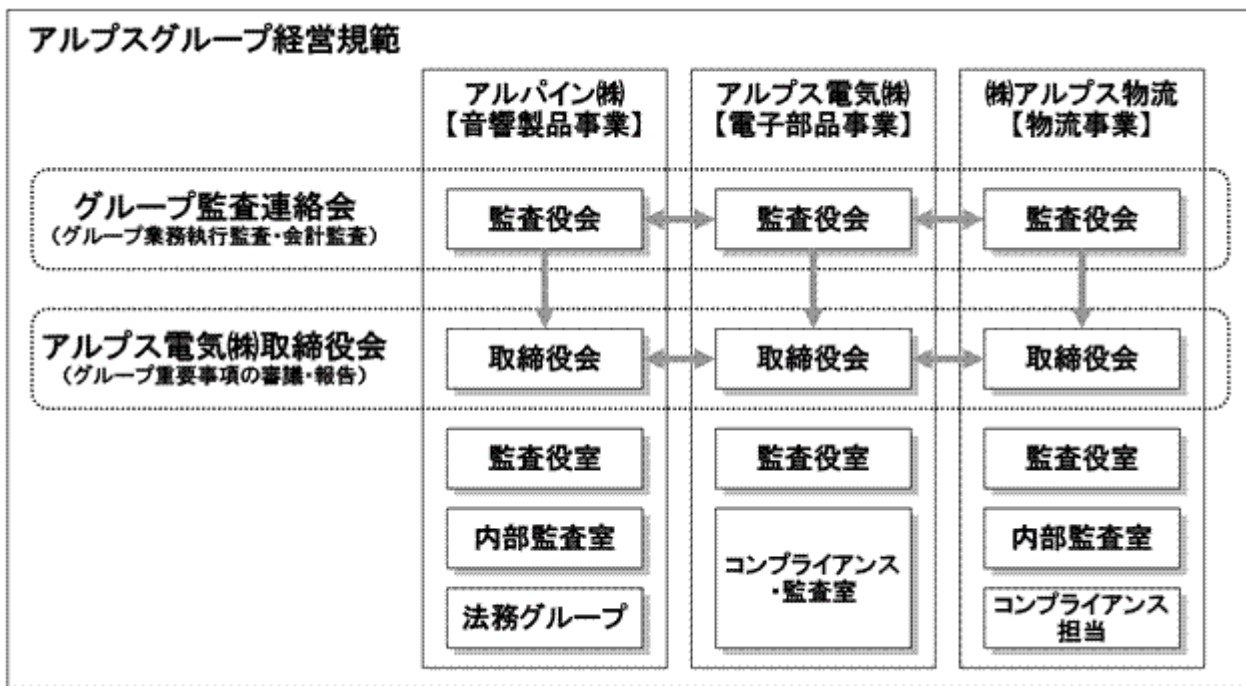 アルプスグループ経営規範
アルパイン㈱
【音響製品事業】
アルプス電気㈱
【電子部品事業】
㈱アルプス物流
【物流事業】
グループ監査連絡会
（グループ業務執行監査・会計監査）
監査役会
監査役会
監査役会
アルプス電気㈱取締役会
（グループ重要事項の審議・報告）
取締役会
取締役会
取締役会
監査役室
監査役室
監査役室
内部監査室
コンプライアンス
・監査室
内部監査室
法務グループ
コンプライアンス
担当